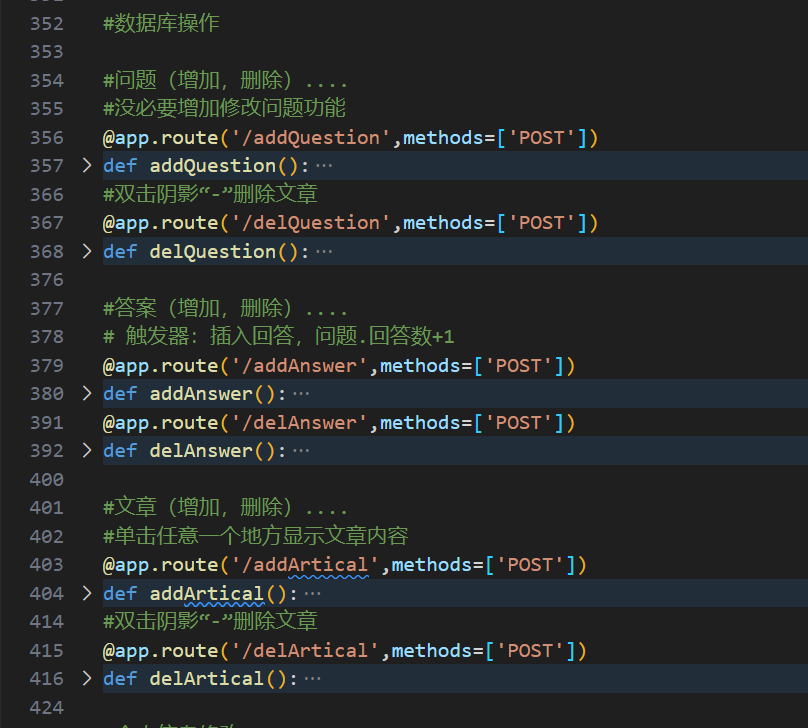 352 #数据库操作
353
354 #问题（增加，删除）....
355 #没必要增加修改问题功能
356 @app.route('/addQuestion',methods=['POST'])
357 > def addQuestion():···
366 #双击阴影“-”删除文章
367 @app.route('/delQuestion',methods=['POST'])
368 > def delQuestion():···
376
377 #答案（增加，删除）....
378 # 触发器：插入回答，问题.回答数+1
379 @app.route('/addAnswer',methods=['POST'])
380 > def addAnswer():···
391 @app.route('/delAnswer',methods=['POST'])
392 > def delAnswer():···
400
401 #文章（增加，删除）....
402 #单击任意一个地方显示文章内容
403 @app.route('/addArtical',methods=['POST'])
404 > def addArtical():···
414 #双击阴影“-”删除文章
415 @app.route('/delArtical',methods=['POST'])
416 > def delArtical():···
424